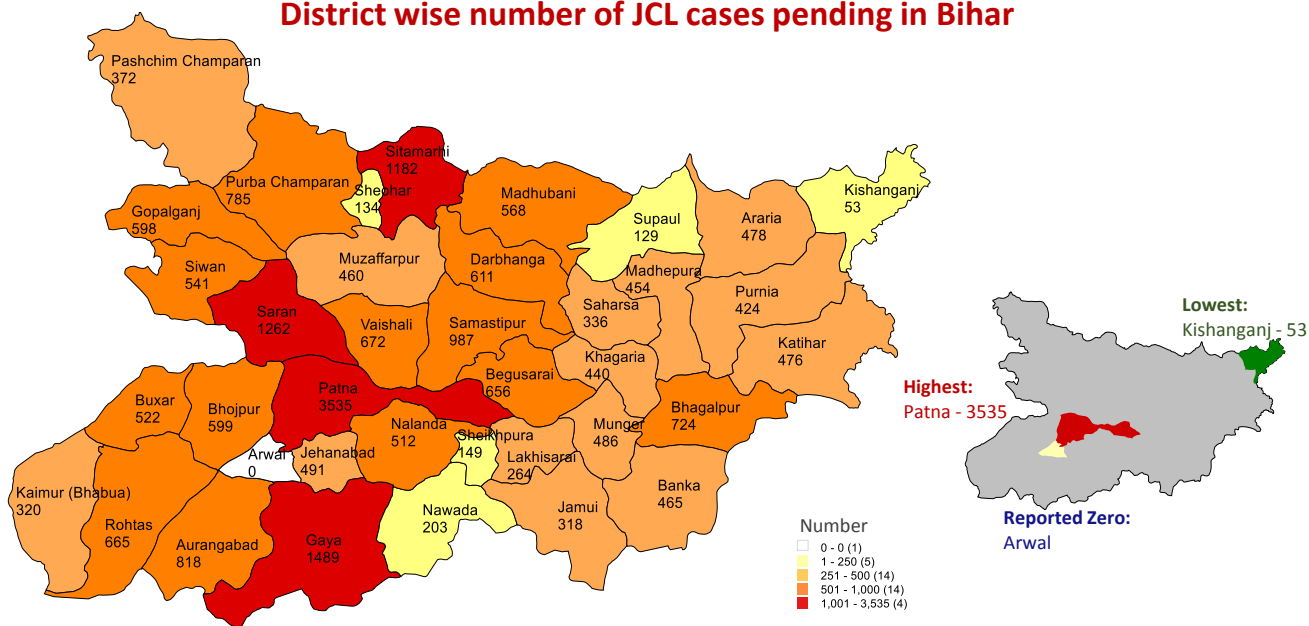 District wise number of JCL cases pending in Bihar
Pashchim Champaran
372
Sitamarhi
1182
Purba Champaran
785
Sheohar
134
Madhubani
568
Kishanganj
53
Gopalganj
598
Supaul
129
Araria
478
Siwan
541
Muzaffarpur
460
Darbhanga
611
Madhepura
454
Purnia
424
Saharsa
336
Saran
1262
Vaishali
672
Samastipur
987
Katihar
476
Khagaria
440
Begusarai
656
Patna
3535
Buxar
522
Bhojpur
599
Bhagalpur
724
Nalanda
512
Munger
486
Sheikhpura
149
Lakhisarai
264
Arwal
0
Jehanabad
491
Kaimur (Bhabua)
320
Banka
465
Nawada
203
Jamui
318
Rohtas
665
Aurangabad
818
Gaya
1489
Number
0 - 0 (1)
1 - 250 (5)
251 - 500 (14)
501 - 1,000 (14)
1,001 - 3,535 (4)
Lowest:
Kishanganj - 53
Highest:
Patna - 3535
Reported Zero:
Arwal